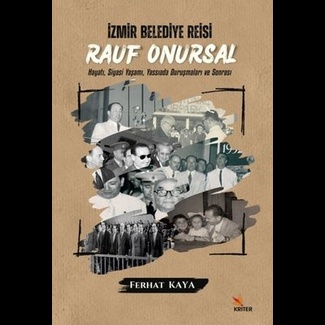 İZMİR BELEDİYE REİSİ
RAUF ONURSAL
Hayatı, Siyasi Yaşamı, Yassıada Duruşmaları ve Sonrası
FERHAT KAYA
KRİTER